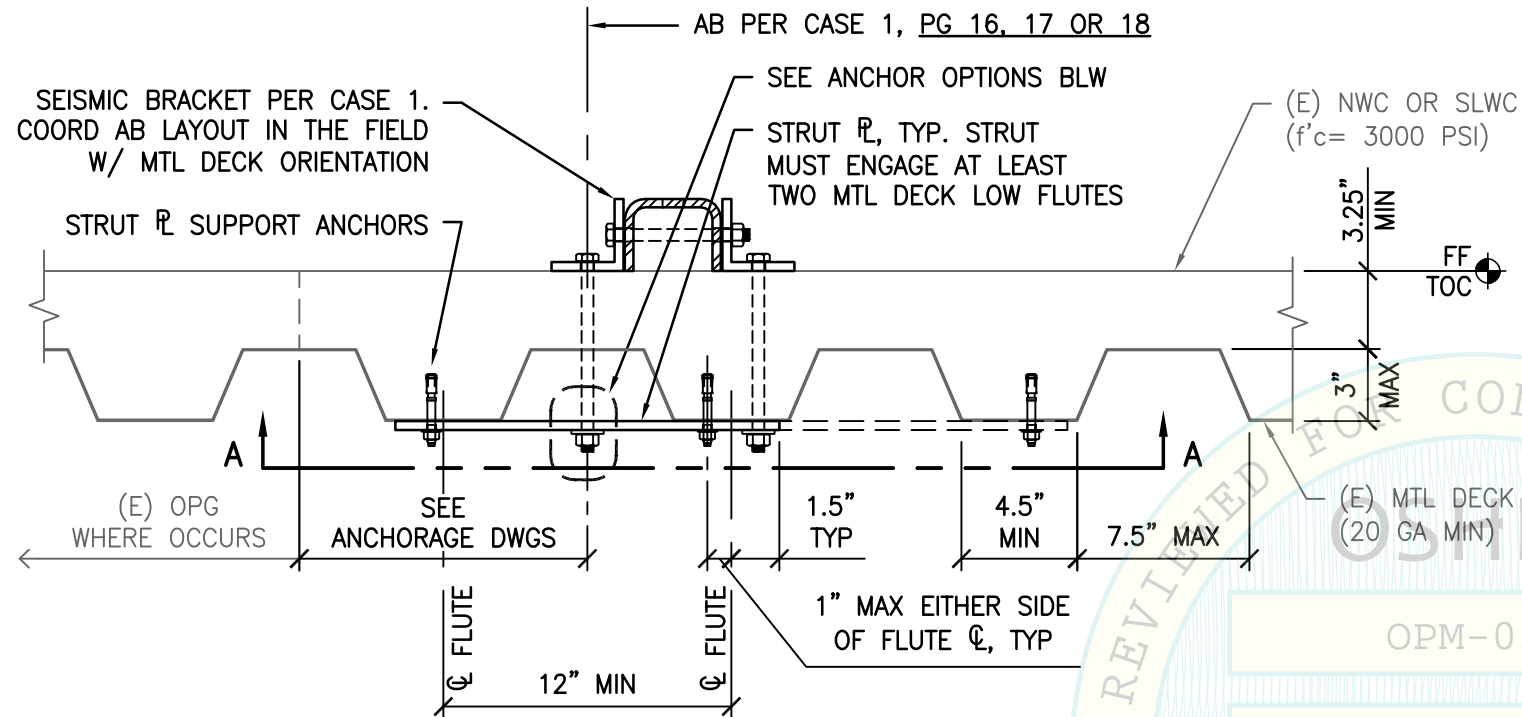 AB PER CASE 1, PG 16, 17 OR 18
SEE ANCHOR OPTIONS BLW
SEISMIC BRACKET PER CASE 1.
COORD AB LAYOUT IN THE FIELD
W/ MTL DECK ORIENTATION
STRUT PL, TYP. STRUT
MUST ENGAGE AT LEAST
TWO MTL DECK LOW FLUTES
(E) NWC OR SLWC
(f'c= 3000 PSI)
STRUT PL SUPPORT ANCHORS
3.25"
MIN
FF
TOC
3"
MAX
A
A
(E) OPG
WHERE OCCURS
SEE
ANCHORAGE DWGS
1.5"
TYP
4.5"
MIN
7.5" MAX
(E) MTL DECK
(20 GA MIN)
1" MAX EITHER SIDE
OF FLUTE CL, TYP
CL FLUTE
CL FLUTE
12" MIN
REVIEWED FOR CO
OSH
OPM-0